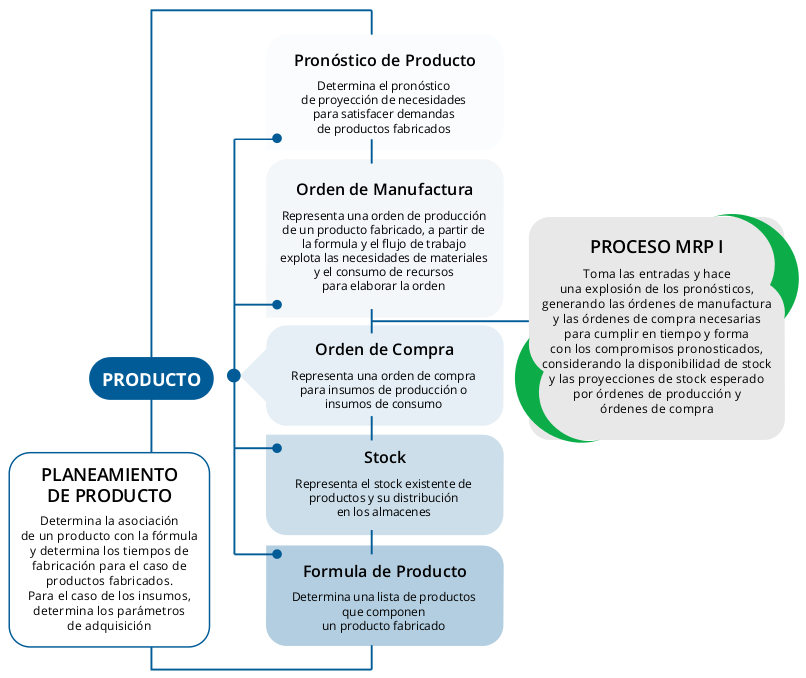 Pronóstico de Producto
Determina el pronóstico
de proyección de necesidades
para satisfacer demandas
de productos fabricados
Orden de Manufactura
Representa una orden de producción
de un producto fabricado, a partir de
la formula y el flujo de trabajo
explota las necesidades de materiales
y el consumo de recursos
para elaborar la orden
PROCESO MRP I
Toma las entradas y hace
una explosión de los pronósticos,
generando las órdenes de manufactura
y las órdenes de compra necesarias
para cumplir en tiempo y forma
con los compromisos pronosticados,
considerando la disponibilidad de stock
y las proyecciones de stock esperado
por órdenes de producción y
órdenes de compra
Orden de Compra
Representa una orden de compra
para insumos de producción o
insumos de consumo
PRODUCTO
Stock
Representa el stock existente de
productos y su distribución
en los almacenes
PLANEAMIENTO
DE PRODUCTO
Determina la asociación
de un producto con la fórmula
y determina los tiempos de
fabricación para el caso de
productos fabricados.
Para el caso de los insumos,
determina los parámetros
de adquisición
Formula de Producto
Determina una lista de productos
que componen
un producto fabricado